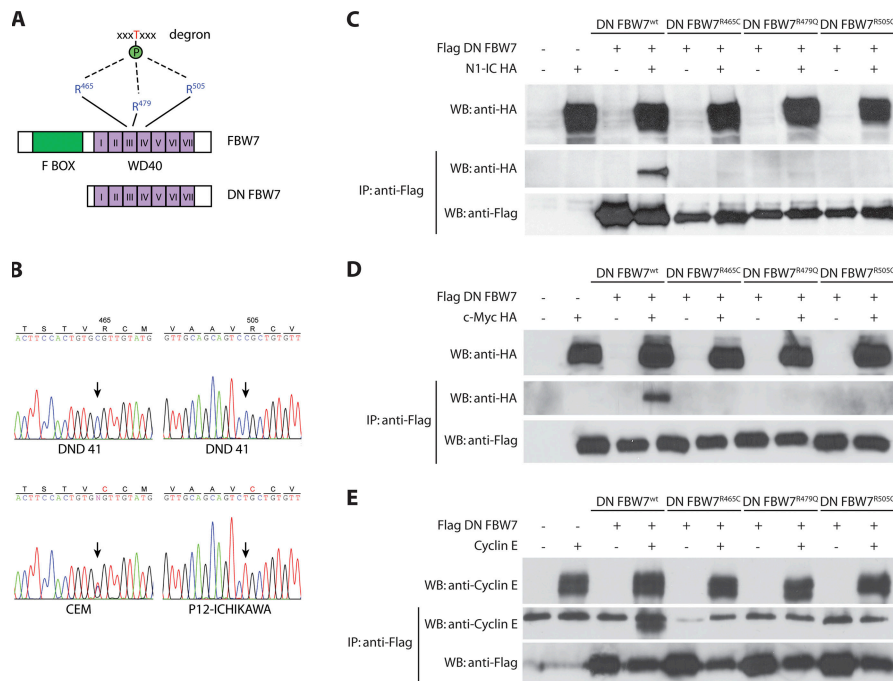 A
xxxTxxx degron
P
R465 R505
R479
I II III IV V VI VII FBW7
F BOX WD40
I II III IV V VI VII DN FBW7
B
465 505
T S T V R C M V A A V R C V
ACTTCCACTGTGCGTTGTATG GTTGCAGCAGTCCGCTGTGTT
DND 41 DND 41
T S T V C C M V A A V C C V
ACTTCCACTGTGNGTTGTATG GTTGCAGCAGTCTGCTGTGTT
CEM P12-ICHIKAWA
C
DN FBW7wt DN FBW7R465C DN FBW7R479Q DN FBW7R505C
Flag DN FBW7 - - + + + + + + + +
N1-IC HA - + - + - + - + - +
WB: anti-HA
WB: anti-HA
IP: anti-Flag
WB: anti-Flag
D
DN FBW7wt DN FBW7R465C DN FBW7R479Q DN FBW7R505C
Flag DN FBW7 - - + + + + + + + +
c-Myc HA - + - + - + - + - +
WB: anti-HA
WB: anti-HA
IP: anti-Flag
WB: anti-Flag
E
DN FBW7wt DN FBW7R465C DN FBW7R479Q DN FBW7R505C
Flag DN FBW7 - - + + + + + + + +
Cyclin E - + - + - + - + - +
WB: anti-Cyclin E
WB: anti-Cyclin E
IP: anti-Flag
WB: anti-Flag